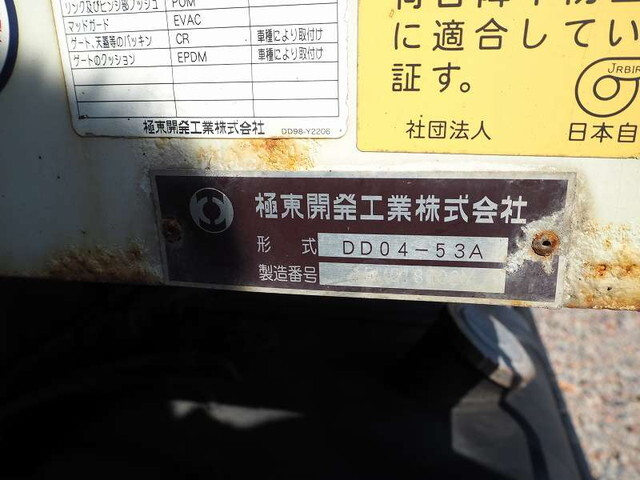 リンク及びヒンジ部ブッシュ POM
マッドガード EVAC
ゲート、天蓋等のパッキン CR 車種により取付け
ゲートのクッション EPDM 車種により取付け
極東開発工業株式会社 DD98-Y2206
に適合してい
証す。
JRBIR
社団法人 日本自
極東開発工業株式会社
形式 DD04-53A
製造番号